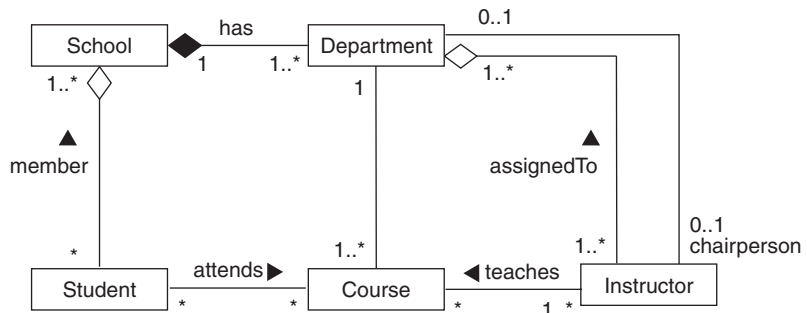 has
0..1
School
Department
1
1..*
1..*
1..*
1
member
assignedTo
*
1..*
1..*
0..1
chairperson
attends
teaches
Student
Course
Instructor
*
*
*
1..*